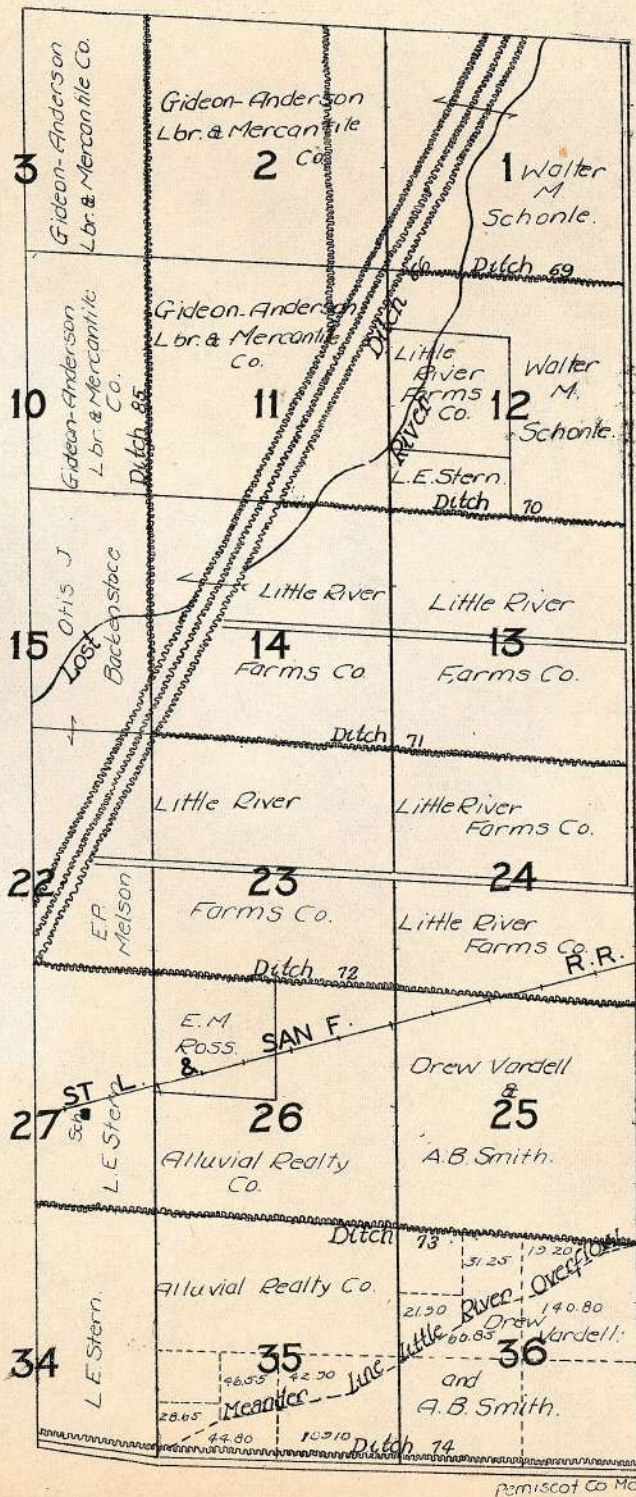 Gideon-Anderson
Lbr. & Mercantile Co.
3
Gideon-Anderson
Lbr. & Mercantile
Co.
2
1
Walter
M.
Schonle.
Ditch 69
Ditch 66
Gideon-Anderson
Lbr. & Mercantile
Co.
10
Ditch 85
Gideon-Anderson
Lbr. & Mercantile
Co.
11
Little
River
Farms
Co.
12
Walter
M.
Schonle.
River
L.E. Stern.
Ditch 70
Otis J
Backenstoce
15
Lost
Little River
14
Farms Co.
Little River
13
Farms Co.
Ditch 71
Little River
23
Farms Co.
Little River
Farms Co.
24
Little River
Farms Co.
22
E.P.
Melson
Ditch 72
R.R.
E.M
Ross.
&
SAN F.
ST L.
27
Sch
L E Stern
26
Alluvial Realty
Co.
Drew Vardell
&
25
A.B. Smith.
Ditch 73
34
L E Stern.
Alluvial Realty Co.
35
46.55
42.30
28.65
44.80
109.10
Meander Line Little River Overflow
31.25
19.20
21.90
60.85
140.80
Drew
Vardell.
36
and
A.B. Smith.
Ditch 74
Pemiscot Co Mo